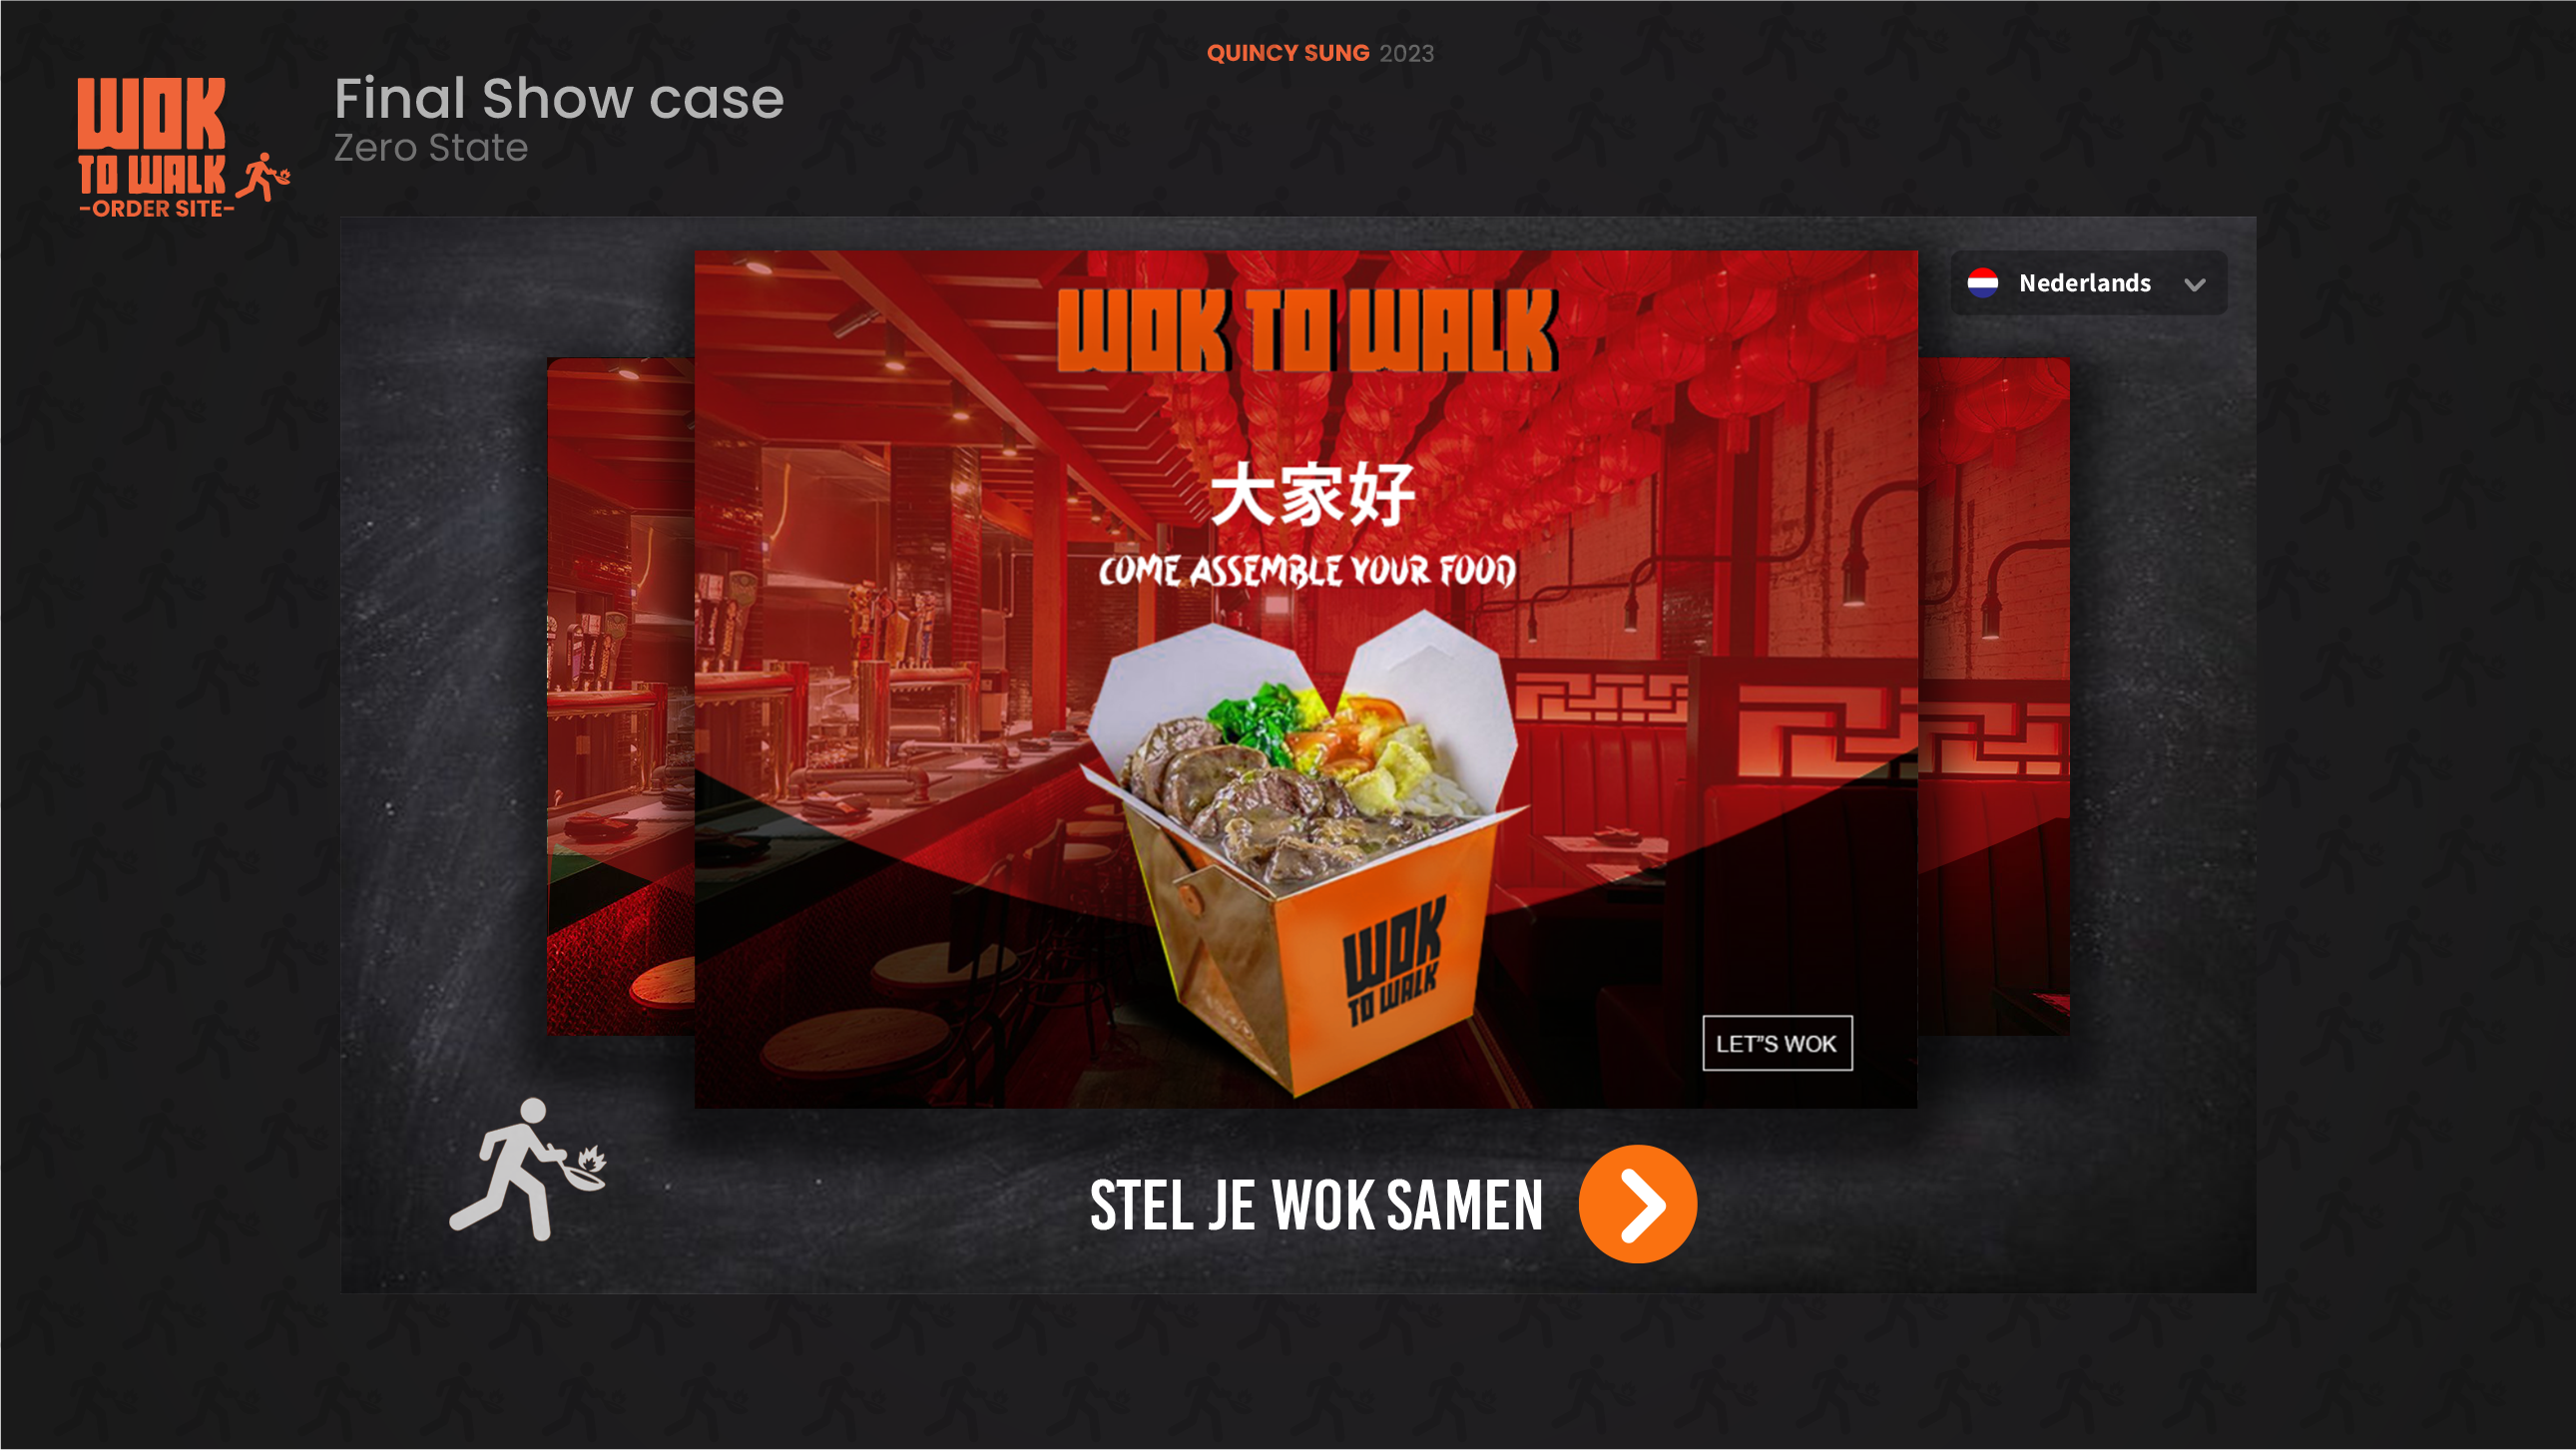 QUINCY SUNG 2023
WOK
TO WALK
-ORDER SITE-
Final Show case
Zero State
Nederlands
WOK TO WALK
大家好
COME ASSEMBLE YOUR FOOD
WOK
TO WALK
LET"S WOK
STEL JE WOK SAMEN